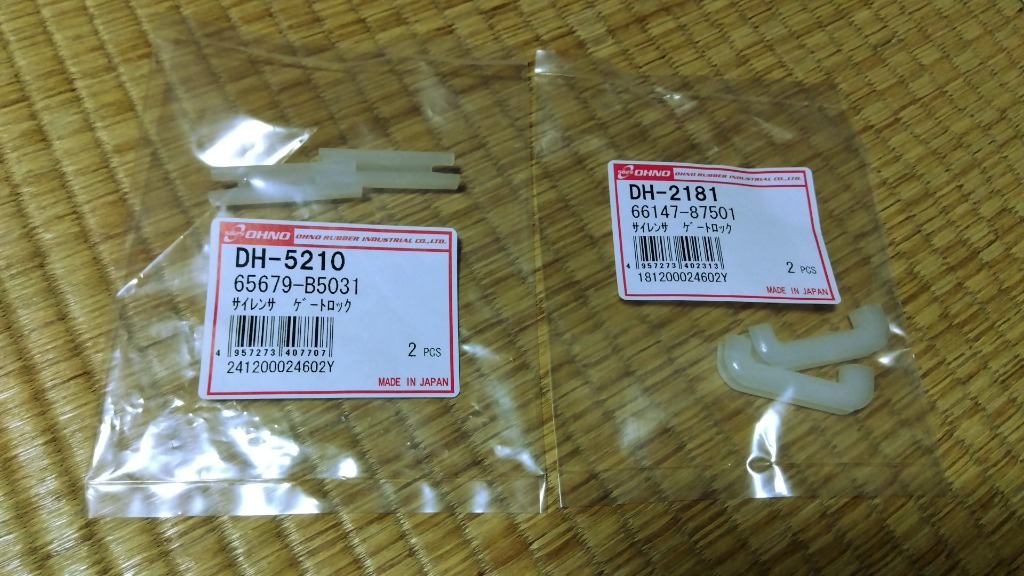 OHNO OHNO RUBBER INDUSTRIAL CO.,LTD.
DH-5210
65679-B5031
サイレンサ ゲートロック
4 957273 407707
2 PCS
241200024602Y
MADE IN JAPAN
OHNO OHNO RUBBER INDUSTRIAL CO.,LTD.
DH-2181
66147-87501
サイレンサ ゲートロック
4 957273 402313
2 PCS
181200024602Y
MADE IN JAPAN